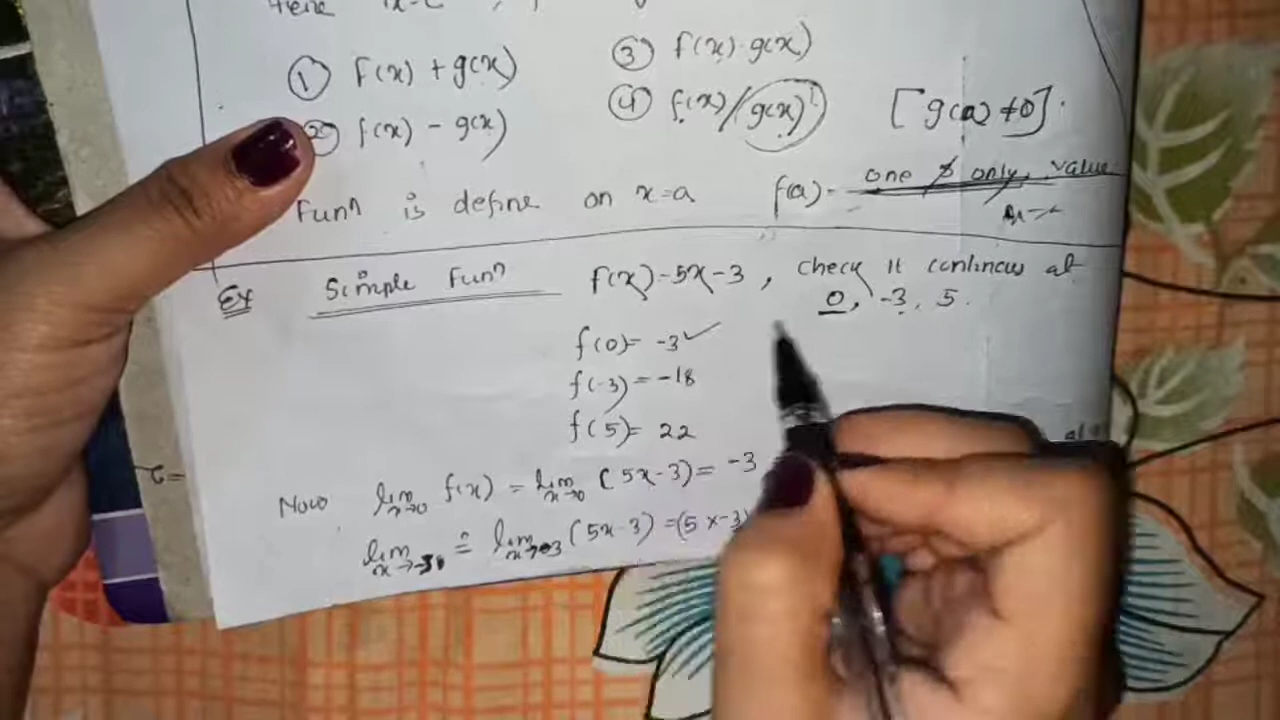 Here x=c
① f(x) + g(x)
③ f(x) · g(x)
② f(x) - g(x)
④ f(x)/g(x) [g(a) ≠ 0].
Funⁿ is define on x=a f(a)- one & only value
Ex Simple Funⁿ f(x)-5x-3, check it continous at
0, -3, 5.
f(0)= -3 ✓
f(-3) = -18
f(5)= 22
Now lim x→0 f(x) = lim x→0 (5x-3)= -3
lim = lim (5x-3) =(5 x-3)